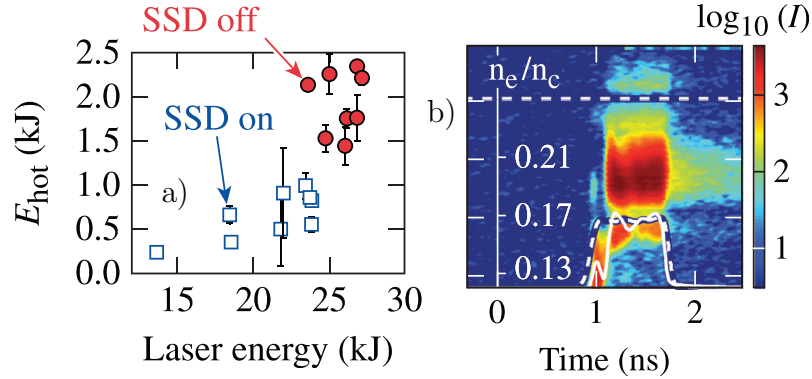 SSD off
log₁₀ (I)
2.5
2.0
1.5
1.0
0.5
0.0
E_hot (kJ)
SSD on
a)
15
20
25
30
Laser energy (kJ)
b)
n_e/n_c
0.21
0.17
0.13
0
1
2
Time (ns)
3
2
1